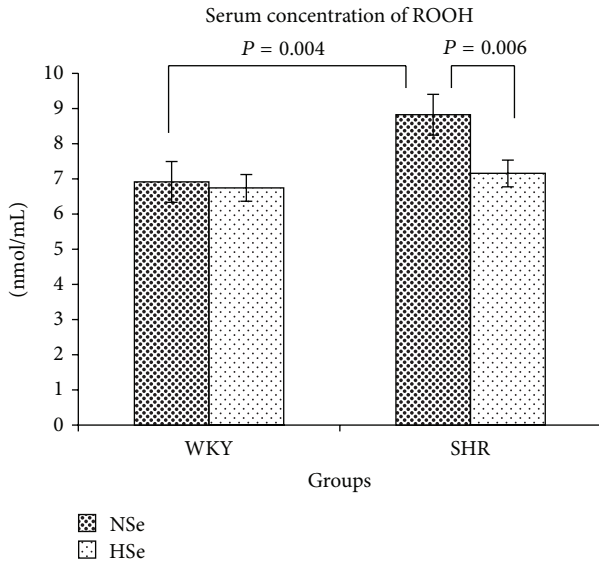 Serum concentration of ROOH
P = 0.004
P = 0.006
10
9
8
7
6
5
4
3
2
1
0
(nmol/mL)
WKY
SHR
Groups
NSe
HSe